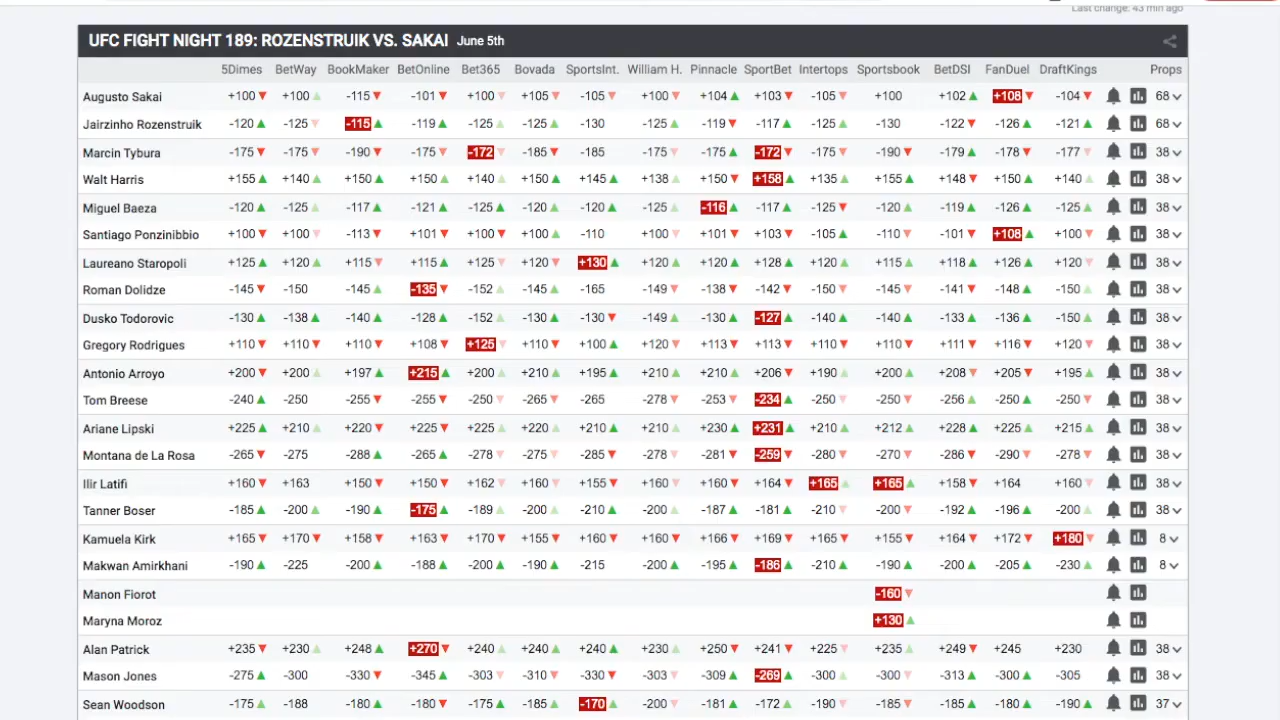 Last change: 43 min ago
UFC FIGHT NIGHT 189: ROZENSTRUIK VS. SAKAI June 5th
5Dimes BetWay BookMaker BetOnline Bet365 Bovada SportsInt. William H. Pinnacle SportBet Intertops Sportsbook BetDSI FanDuel DraftKings Props
Augusto Sakai +100▼ +100▲ -115▼ -101▼ +100▼ +105▼ -105▼ +100▼ +104▲ +103▼ -105▼ +100 +102▲ +108▼ -104▼ 68
Jairzinho Rozenstruik -120▲ -125▼ -115▲ -119▲ -125▲ -125▲ -130 -125▲ -119▼ -117▲ -125▲ -130 -122▼ -126▲ -121▲ 68
Marcin Tybura -175▼ -175▼ -190▼ -175▼ -172▼ -185▼ -185 -175▼ -175▲ -172▼ -175▼ -190▼ -179▲ -178▼ -177▼ 38
Walt Harris +155▲ +140▲ +150▲ +150▲ +140▲ +150▲ +145▲ +138▲ +150▼ +158▲ +135▲ +155▲ +148▼ +150▲ +140▲ 38
Miguel Baeza -120▲ -125▲ -117▲ -121▲ -125▲ -120▲ -120▲ -125▲ -116▲ -117▲ -125▼ -120▲ -119▲ -126▲ -125▲ 38
Santiago Ponzinibbio +100▼ +100▼ -113▼ -101▼ +100▼ +100▲ -110 +100▼ +101▼ +103▼ -105▲ -110▼ -101▼ +108▲ +100▼ 38
Laureano Staropoli +125▲ +120▲ +115▼ +115▲ +125▼ +120▼ +130▲ +120▲ +120▲ +128▲ +120▲ +115▲ +118▲ +126▲ +120▼ 38
Roman Dolidze -145▼ -150 -145▲ -135▼ -152▲ -145▲ -165 -149▼ -138▼ -142▼ -150▼ -145▼ -141▼ -148▲ -150▲ 38
Dusko Todorovic -130▲ -138▲ -140▲ -128▲ -152▲ -130▲ -130▼ -149▲ -130▲ -127▲ -140▲ -140▲ -133▲ -136▲ -150▲ 38
Gregory Rodrigues +110▼ +110▼ +110▼ +108▼ +125▼ +110▼ +100▲ +120▼ +113▼ +113▼ +110▼ +110▼ +111▼ +116▼ +120▼ 38
Antonio Arroyo +200▼ +200▲ +197▲ +215▲ +200▲ +210▲ +195▲ +210▲ +210▲ +206▼ +190▲ +200▲ +208▼ +205▼ +195▲ 38
Tom Breese -240▲ -250 -255▼ -255▼ -250▼ -265▼ -265 -278▼ -253▼ -234▲ -250▼ -250▼ -256▲ -250▲ -250▼ 38
Ariane Lipski +225▲ +210▲ +220▼ +225▼ +225▲ +220▲ +210▲ +210▲ +230▲ +231▲ +210▲ +212▲ +228▲ +225▲ +215▲ 38
Montana de La Rosa -265▼ -275 -288▲ -265▲ -278▼ -275▼ -285▼ -278▼ -281▼ -259▼ -280▼ -270▼ -286▼ -290▼ -278▼ 38
Ilir Latifi +160▼ +163 +150▼ +150▼ +162▼ +160▼ +155▼ +160▼ +160▼ +164▼ +165▲ +165▲ +158▼ +164 +160▼ 38
Tanner Boser -185▲ -200▲ -190▲ -175▲ -189▲ -200▲ -210▲ -200▲ -187▲ -181▲ -210▼ -200▼ -192▲ -196▲ -200▲ 38
Kamuela Kirk +165▼ +170▼ +158▼ +163▼ +170▼ +155▼ +160▼ +160▼ +166▼ +169▼ +165▼ +155▼ +164▼ +172▼ +180▼ 8
Makwan Amirkhani -190▲ -225 -200▲ -200▲ -190▲ -215 -200▲ -195▲ -186▲ -210▲ -190▲ -200▲ -205▲ -230▲ 8
Manon Fiorot -160▼
Maryna Moroz +130▲
Alan Patrick +235▼ +230▲ +248▲ +270▼ +240▲ +240▲ +240▲ +230▲ +250▼ +241▼ +225▼ +235▲ +249▼ +245 +230 38
Mason Jones -275▲ -300 -330▼ -303▼ -310▼ -330▼ -303▼ -309▲ -269▲ -300▲ -300▼ -313▲ -300▲ -305 38
Sean Woodson -175▲ -188 -180▲ -175▲ -185▲ -170▲ -200▼ -181▲ -172▲ -190▼ -185▼ -185▲ -180▲ -190▲ 37